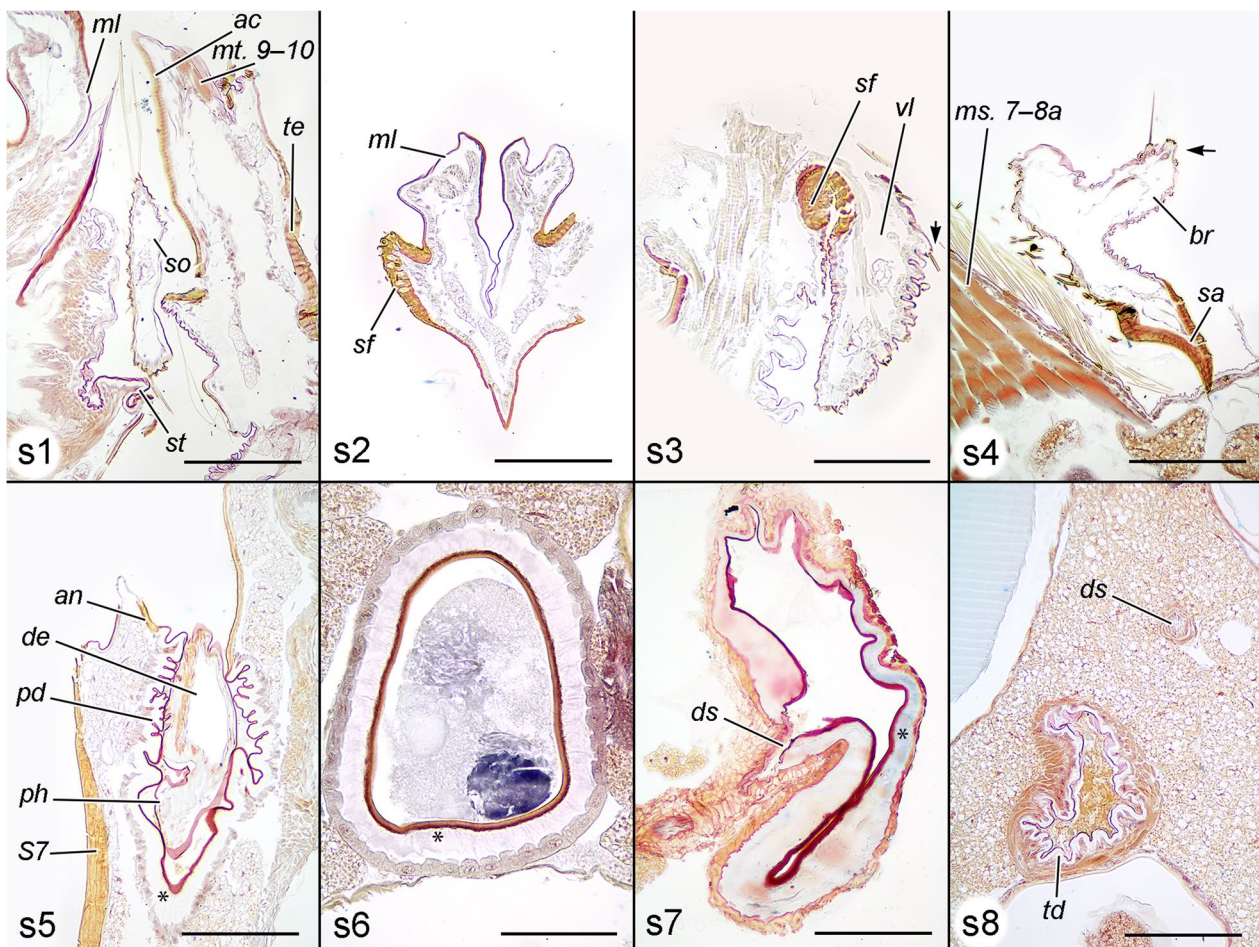 ml
ac
mt. 9–10
te
so
st
s1
ml
sf
s2
sf
vl
s3
ms. 7–8a
br
sa
s4
an
de
pd
ph
S7
*
s5
*
s6
ds
*
s7
ds
td
s8